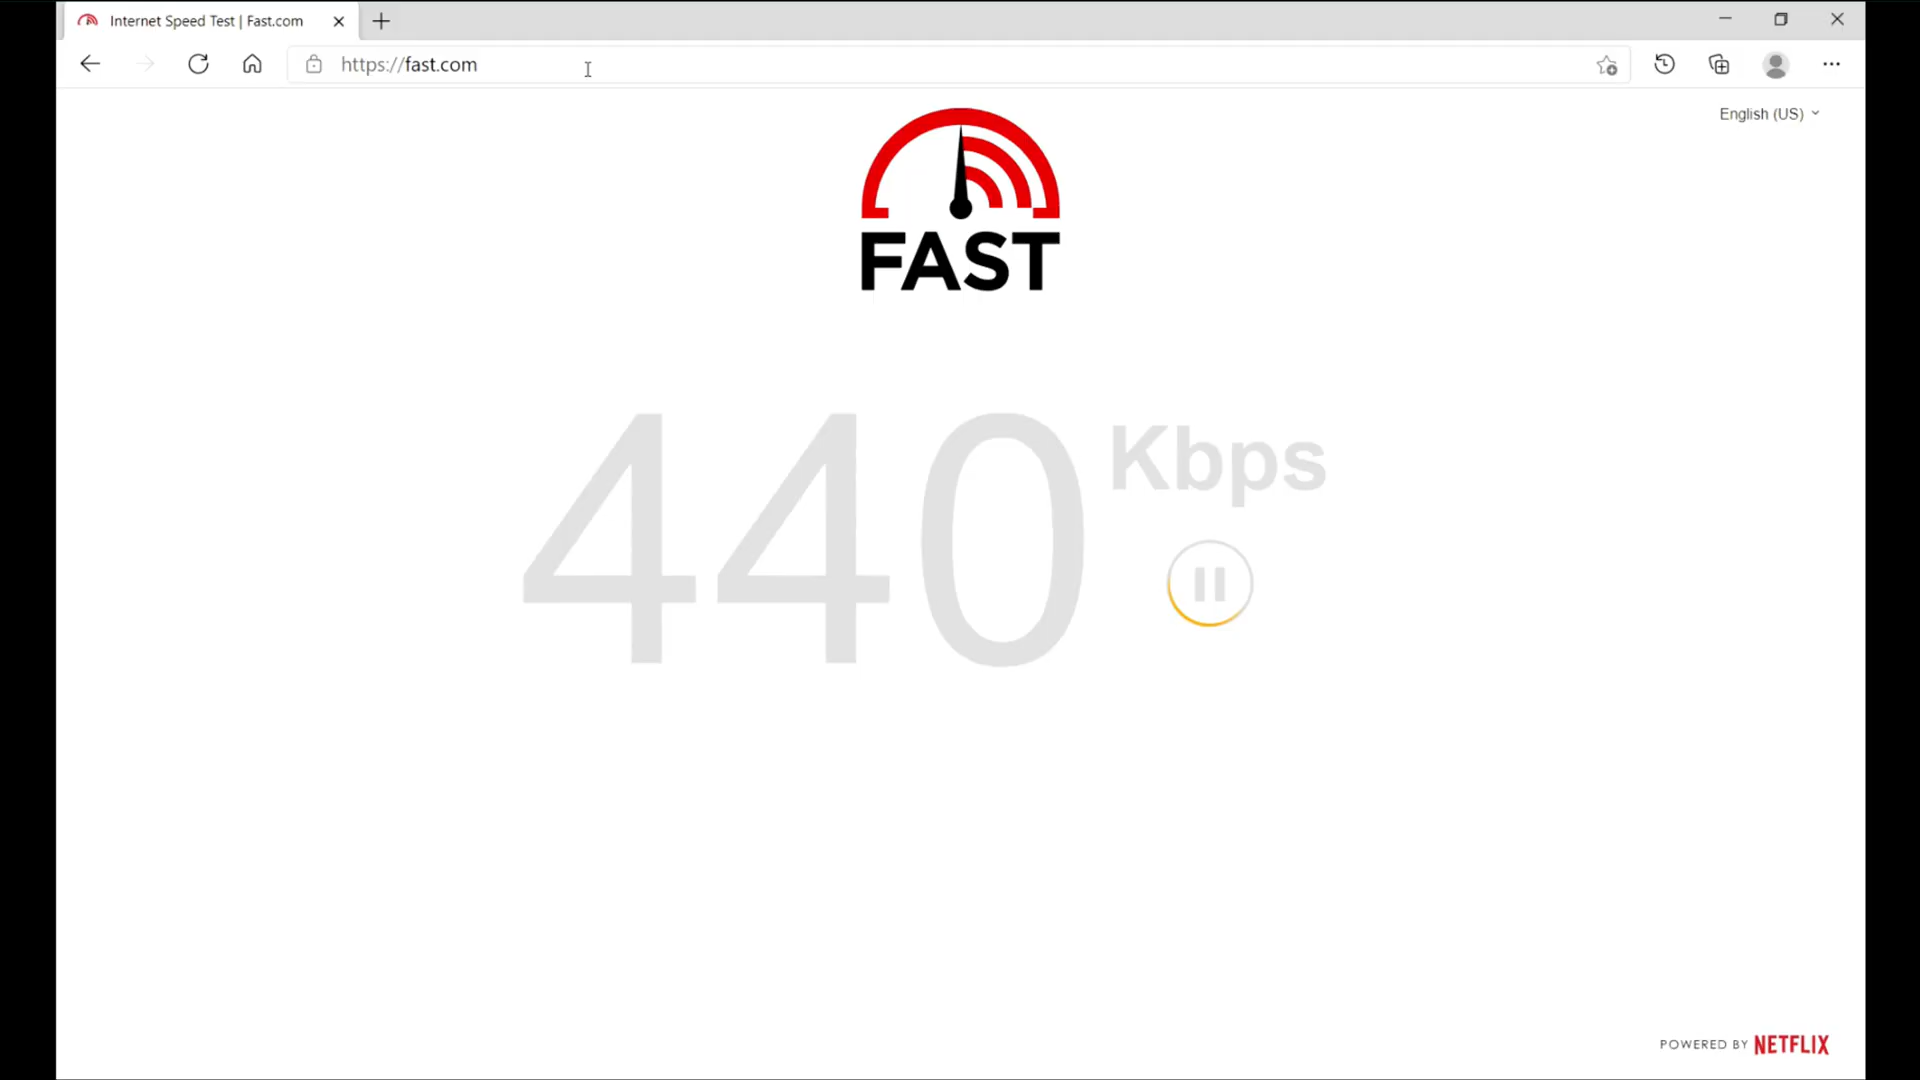 Internet Speed Test | Fast.com
https://fast.com
English (US)
FAST
440 Kbps
POWERED BY NETFLIX